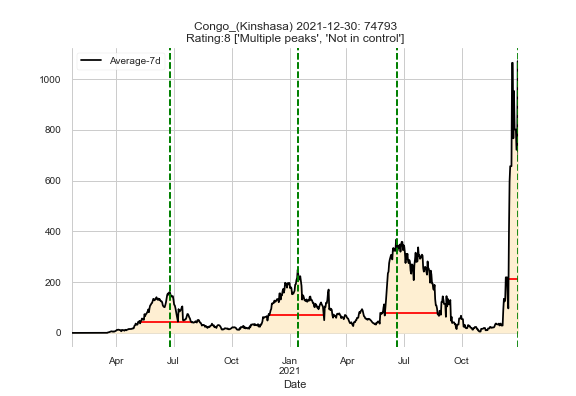 Congo_(Kinshasa) 2021-12-30: 74793
Rating:8 ['Multiple peaks', 'Not in control']
Average-7d
1000
800
600
400
200
0
Apr Jul Oct Jan Apr Jul Oct
2021
Date